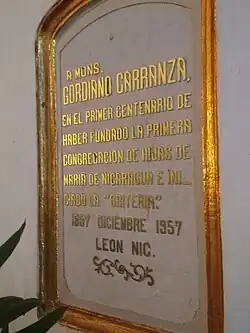 A MONS.
GORDIANO CARRANZA,
EN EL PRIMER CENTENARIO DE
HABER FUNDADO LA PRIMERA
CONGREGACION DE HIJAS DE
MARIA DE NICARAGUA E INI_
CIADO LA "GRITERIA."
1857 DICIEMBRE 1957
LEON NIC.